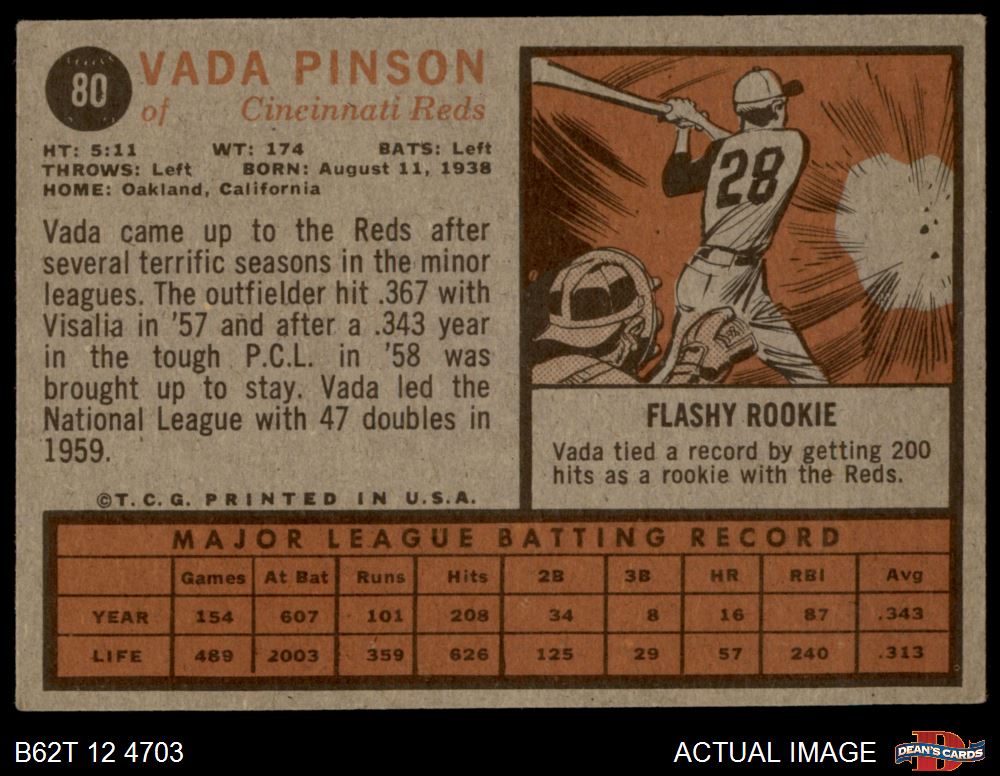 80
VADA PINSON
of Cincinnati Reds
HT: 5:11 WT: 174 BATS: Left
THROWS: Left BORN: August 11, 1938
HOME: Oakland, California
Vada came up to the Reds after
several terrific seasons in the minor
leagues. The outfielder hit .367 with
Visalia in '57 and after a .343 year
in the tough P.C.L. in '58 was
brought up to stay. Vada led the
National League with 47 doubles in
1959.
©T.C.G. PRINTED IN U.S.A.
28
FLASHY ROOKIE
Vada tied a record by getting 200
hits as a rookie with the Reds.
MAJOR LEAGUE BATTING RECORD
Games At Bat Runs Hits 2B 3B HR RBI Avg
YEAR 154 607 101 208 34 8 16 87 .343
LIFE 489 2003 359 626 125 29 57 240 .313
B62T 12 4703
ACTUAL IMAGE
D
DEAN'S CARDS